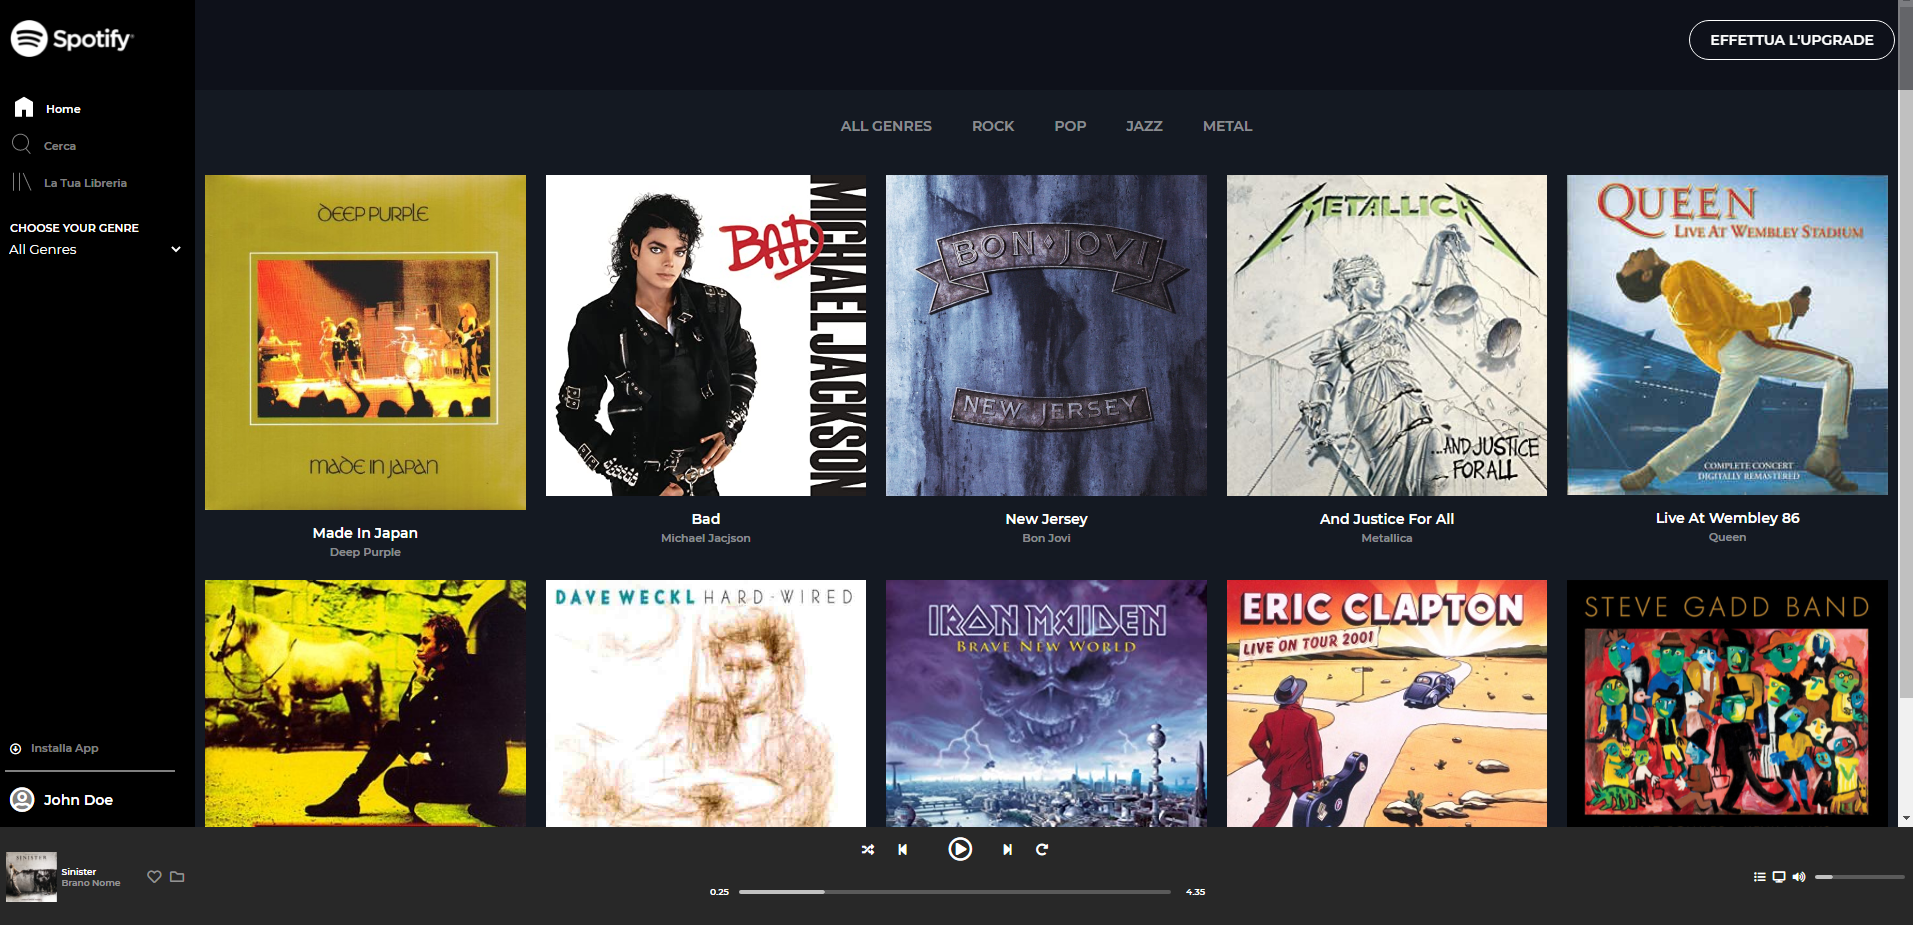 Spotify
EFFETTUA L'UPGRADE
Home
Cerca
La Tua Libreria
CHOOSE YOUR GENRE
All Genres
ALL GENRES ROCK POP JAZZ METAL
DEEP PURPLE
MADE IN JAPAN
Made In Japan
Deep Purple
BAD
MICHAEL JACKSON
Bad
Michael Jacjson
BON JOVI
NEW JERSEY
New Jersey
Bon Jovi
METALLICA
...AND JUSTICE
FOR ALL
And Justice For All
Metallica
QUEEN
LIVE AT WEMBLEY STADIUM
COMPLETE CONCERT
DIGITALLY REMASTERED
Live At Wembley 86
Queen
DAVE WECKL HARD-WIRED
IRON MAIDEN
BRAVE NEW WORLD
ERIC CLAPTON
LIVE ON TOUR 2001
STEVE GADD BAND
Installa App
John Doe
SINISTER
Sinister
Brano Nome
0.25
4.35